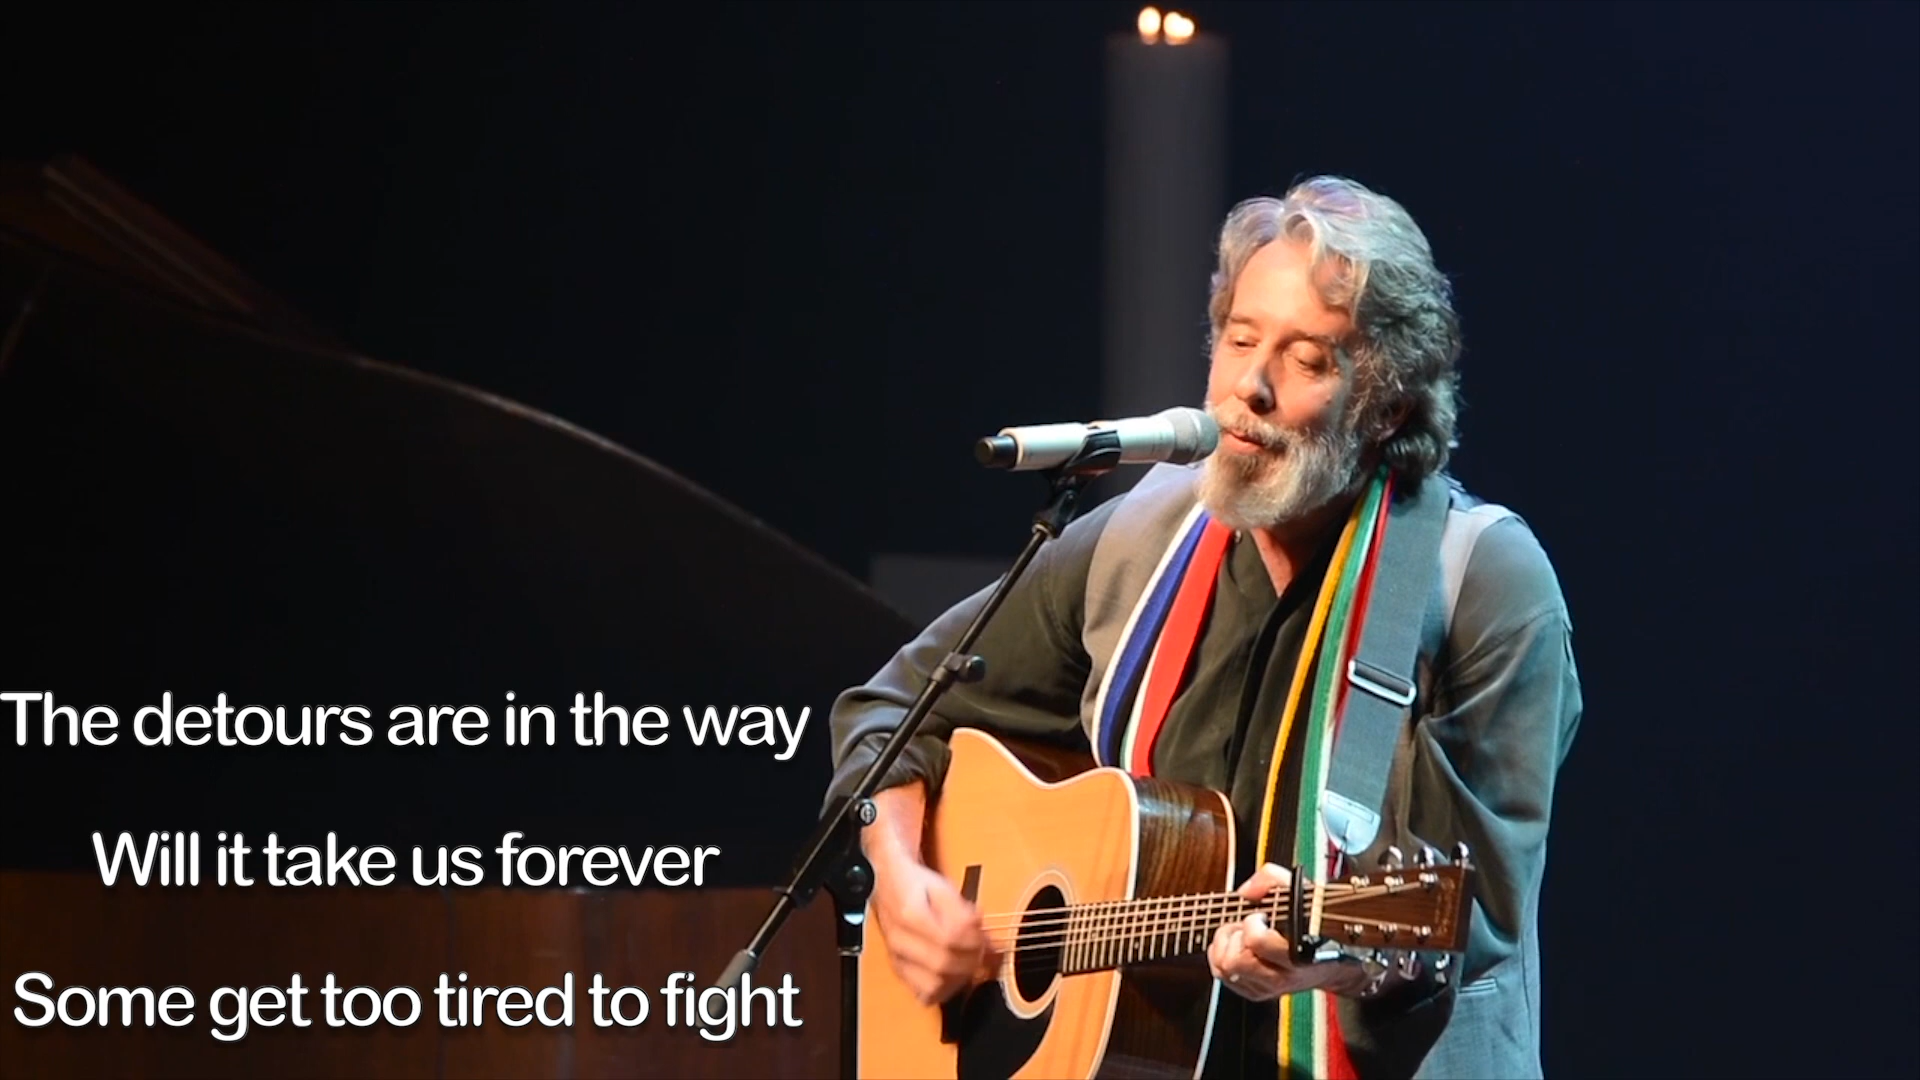 The detours are in the way
Will it take us forever
Some get too tired to fight